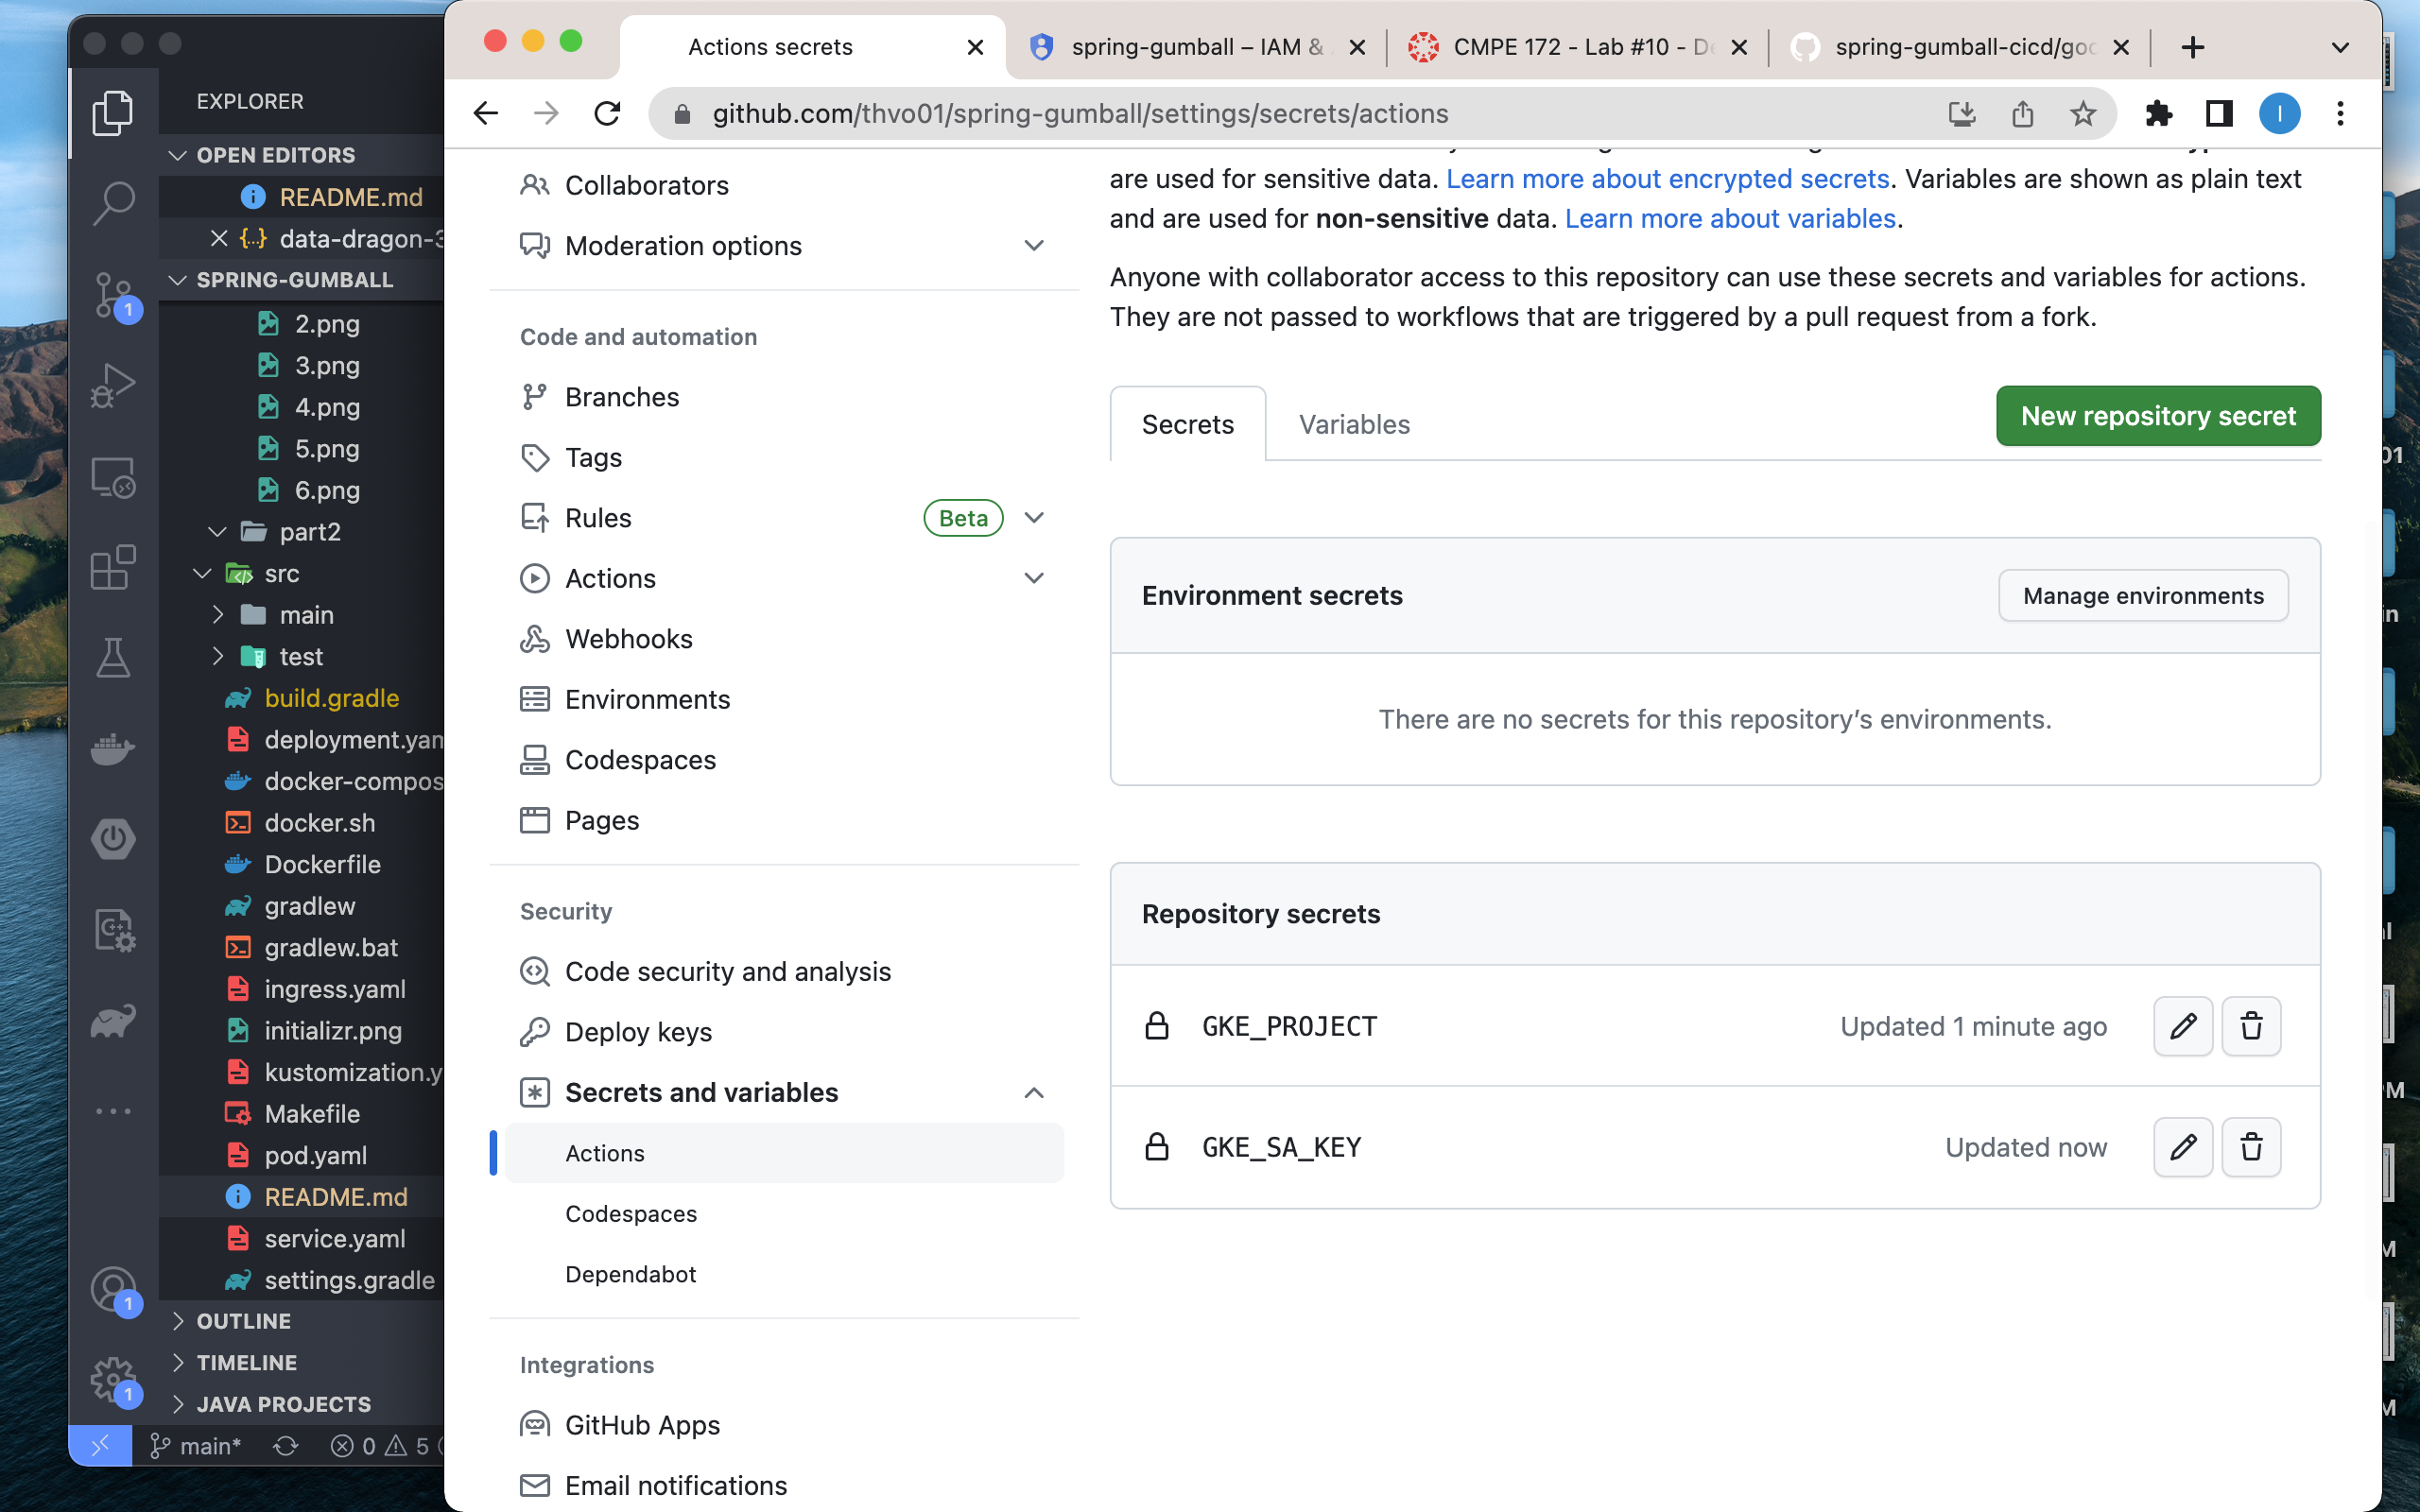 EXPLORER
OPEN EDITORS
README.md
data-dragon-3
SPRING-GUMBALL
2.png
3.png
4.png
5.png
6.png
part2
src
main
test
build.gradle
deployment.yam
docker-compos
docker.sh
Dockerfile
gradlew
gradlew.bat
ingress.yaml
initializr.png
kustomization.y
Makefile
pod.yaml
README.md
service.yaml
settings.gradle
OUTLINE
TIMELINE
JAVA PROJECTS
main*
0
5
1
1
1
Actions secrets
spring-gumball – IAM &
CMPE 172 - Lab #10 - De
spring-gumball-cicd/goo
github.com/thvo01/spring-gumball/settings/secrets/actions
I
Collaborators
Moderation options
Code and automation
Branches
Tags
Rules
Beta
Actions
Webhooks
Environments
Codespaces
Pages
Security
Code security and analysis
Deploy keys
Secrets and variables
Actions
Codespaces
Dependabot
Integrations
GitHub Apps
Email notifications
are used for sensitive data. Learn more about encrypted secrets. Variables are shown as plain text
and are used for non-sensitive data. Learn more about variables.
Anyone with collaborator access to this repository can use these secrets and variables for actions.
They are not passed to workflows that are triggered by a pull request from a fork.
Secrets
Variables
New repository secret
Environment secrets
Manage environments
There are no secrets for this repository’s environments.
Repository secrets
GKE_PROJECT
Updated 1 minute ago
GKE_SA_KEY
Updated now